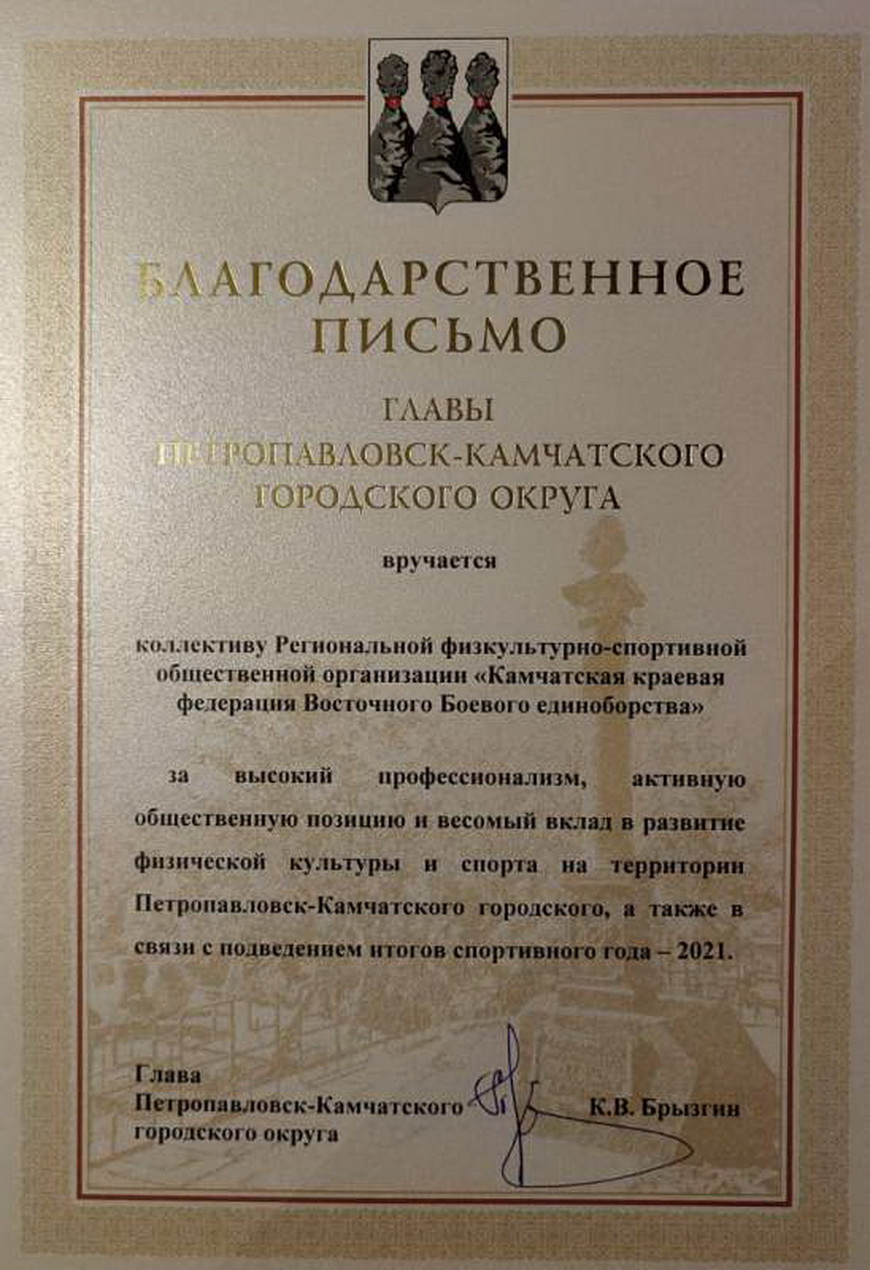 БЛАГОДАРСТВЕННОЕ
ПИСЬМО
ГЛАВЫ
ПЕТРОПАВЛОВСК-КАМЧАТСКОГО
ГОРОДСКОГО ОКРУГА
вручается
коллективу Региональной физкультурно-спортивной
общественной организации «Камчатская краевая
федерация Восточного Боевого единоборства»
за высокий профессионализм, активную
общественную позицию и весомый вклад в развитие
физической культуры и спорта на территории
Петропавловск-Камчатского городского, а также в
связи с подведением итогов спортивного года – 2021.
Глава
Петропавловск-Камчатского К.В. Брызгин
городского округа